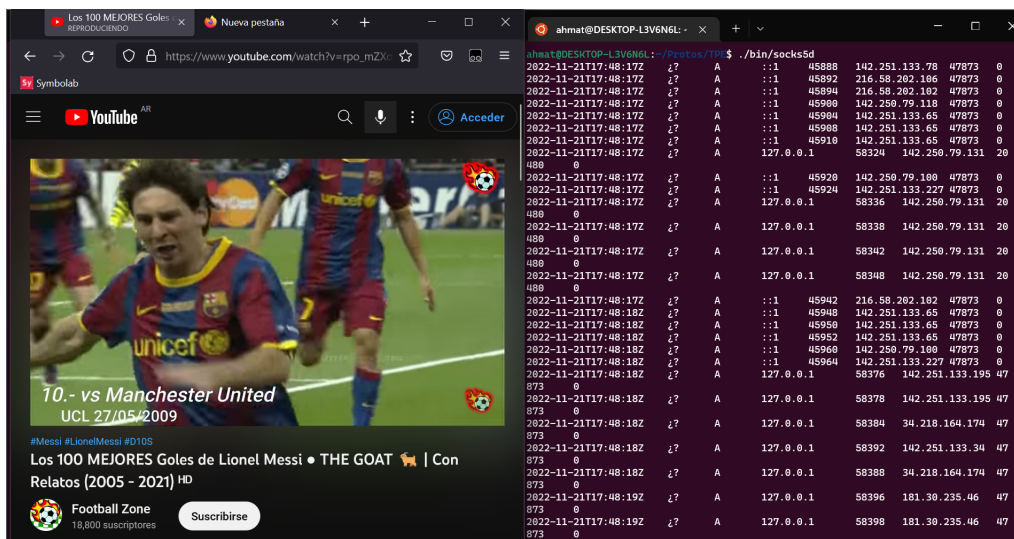 Los 100 MEJORES Goles
REPRODUCIENDO
Nueva pestaña
https://www.youtube.com/watch?v=rpo_mZX
Sy Symbolab
YouTube AR
Acceder
unicef
unicef
10.- vs Manchester United
UCL 27/05/2009
#Messi #LionelMessi #D10S
Los 100 MEJORES Goles de Lionel Messi ● THE GOAT 🐐 | Con
Relatos (2005 - 2021) ᴴᴰ
Football Zone
18,800 suscriptores
Suscribirse
ahmat@DESKTOP-L3V6N6L: ~
ahmat@DESKTOP-L3V6N6L:~/Protos/TPE$ ./bin/socks5d
2022-11-21T17:48:17Z ¿? A ::1 45888 142.251.133.78 47873 0
2022-11-21T17:48:17Z ¿? A ::1 45892 216.58.202.106 47873 0
2022-11-21T17:48:17Z ¿? A ::1 45894 216.58.202.106 47873 0
2022-11-21T17:48:17Z ¿? A ::1 45900 142.250.79.118 47873 0
2022-11-21T17:48:17Z ¿? A ::1 45904 142.251.133.65 47873 0
2022-11-21T17:48:17Z ¿? A ::1 45908 142.251.133.65 47873 0
2022-11-21T17:48:17Z ¿? A ::1 45910 142.251.133.65 47873 0
2022-11-21T17:48:17Z ¿? A 127.0.0.1 58324 142.250.79.131 20
480 0
2022-11-21T17:48:17Z ¿? A ::1 45920 142.250.79.100 47873 0
2022-11-21T17:48:17Z ¿? A ::1 45924 142.251.133.227 47873 0
2022-11-21T17:48:17Z ¿? A 127.0.0.1 58336 142.250.79.131 20
480 0
2022-11-21T17:48:17Z ¿? A 127.0.0.1 58338 142.250.79.131 20
480 0
2022-11-21T17:48:17Z ¿? A 127.0.0.1 58342 142.250.79.131 20
480 0
2022-11-21T17:48:17Z ¿? A 127.0.0.1 58348 142.250.79.131 20
480 0
2022-11-21T17:48:17Z ¿? A ::1 45942 216.58.202.102 47873 0
2022-11-21T17:48:18Z ¿? A ::1 45948 142.251.133.65 47873 0
2022-11-21T17:48:18Z ¿? A ::1 45950 142.251.133.65 47873 0
2022-11-21T17:48:18Z ¿? A ::1 45952 142.251.133.65 47873 0
2022-11-21T17:48:18Z ¿? A ::1 45960 142.250.79.100 47873 0
2022-11-21T17:48:18Z ¿? A ::1 45964 142.251.133.227 47873 0
2022-11-21T17:48:18Z ¿? A 127.0.0.1 58376 142.251.133.195 47
873 0
2022-11-21T17:48:18Z ¿? A 127.0.0.1 58378 142.251.133.195 47
873 0
2022-11-21T17:48:18Z ¿? A 127.0.0.1 58384 34.218.164.174 47
873 0
2022-11-21T17:48:18Z ¿? A 127.0.0.1 58392 142.251.133.34 47
873 0
2022-11-21T17:48:18Z ¿? A 127.0.0.1 58388 34.218.164.174 47
873 0
2022-11-21T17:48:19Z ¿? A 127.0.0.1 58396 181.30.235.46 47
873 0
2022-11-21T17:48:19Z ¿? A 127.0.0.1 58398 181.30.235.46 47
873 0